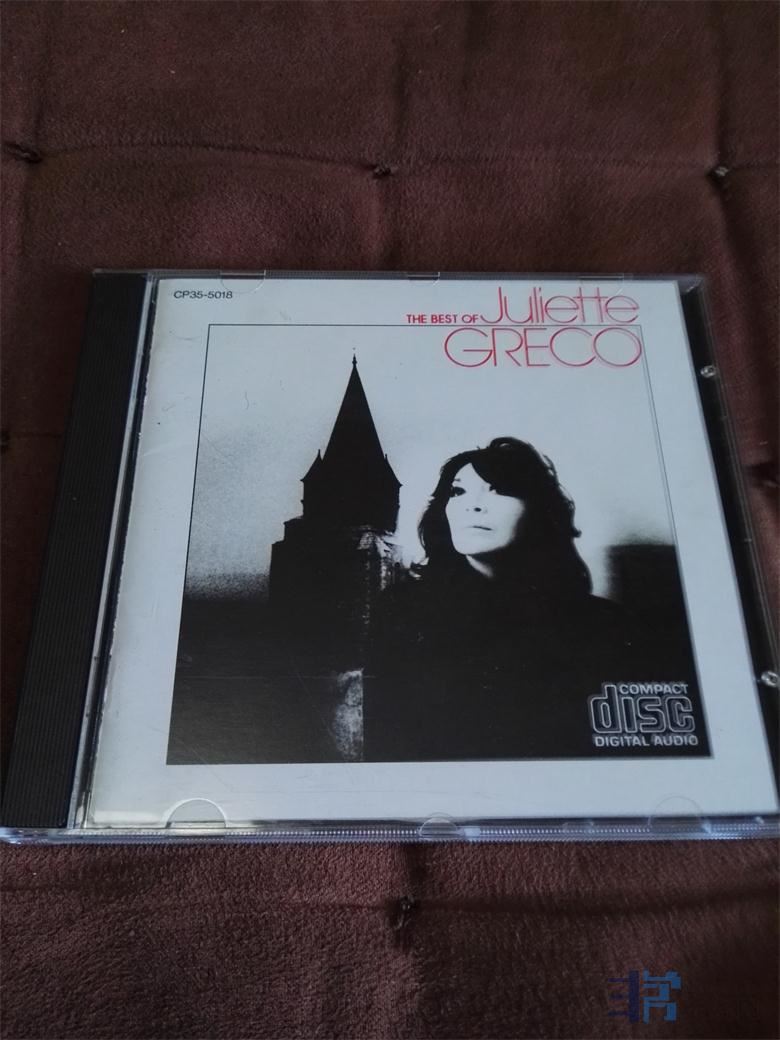 CP35-5018
THE BEST OF Juliette
GRECO
COMPACT
disc
DIGITAL AUDIO